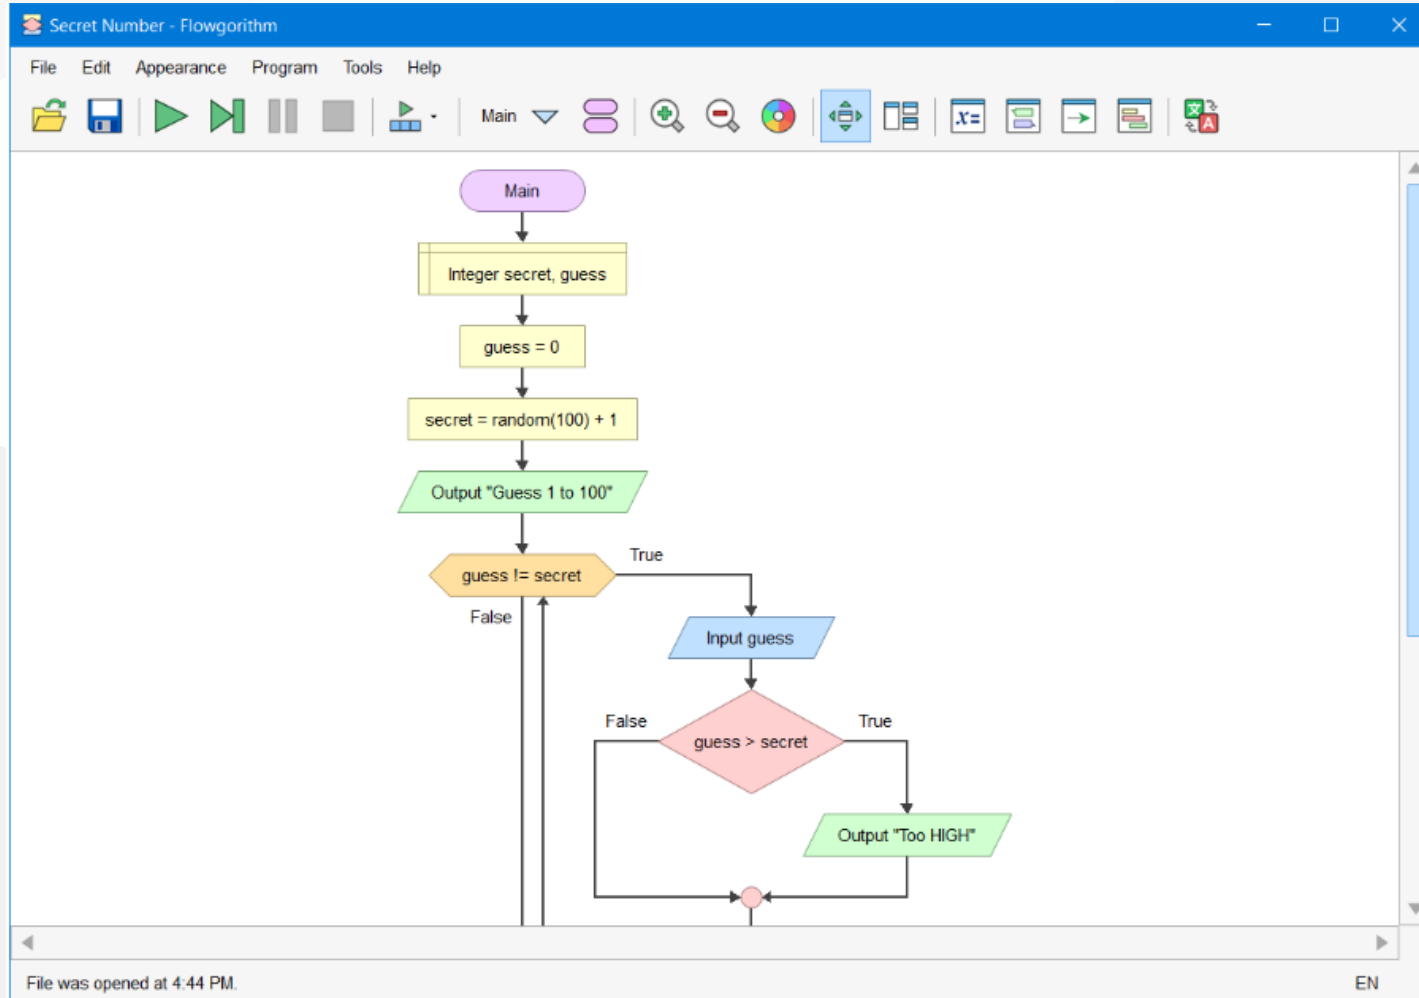 Secret Number - Flowgorithm
File Edit Appearance Program Tools Help
Main
x=
文
A
Main
Integer secret, guess
guess = 0
secret = random(100) + 1
Output "Guess 1 to 100"
True
guess != secret
False
Input guess
False True
guess > secret
Output "Too HIGH"
File was opened at 4:44 PM. EN